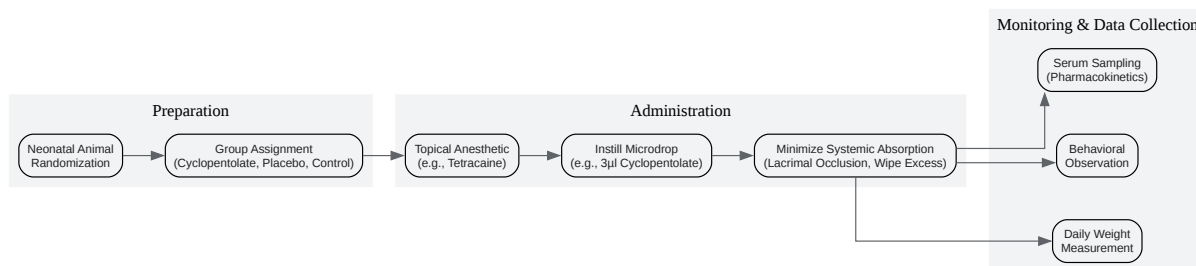 Monitoring & Data Collection
Serum Sampling
(Pharmacokinetics)
Preparation
Administration
Neonatal Animal
Randomization
Group Assignment
(Cyclopentolate, Placebo, Control)
Topical Anesthetic
(e.g., Tetracaine)
Instill Microdrop
(e.g., 3µl Cyclopentolate)
Minimize Systemic Absorption
(Lacrimal Occlusion, Wipe Excess)
Behavioral
Observation
Daily Weight
Measurement